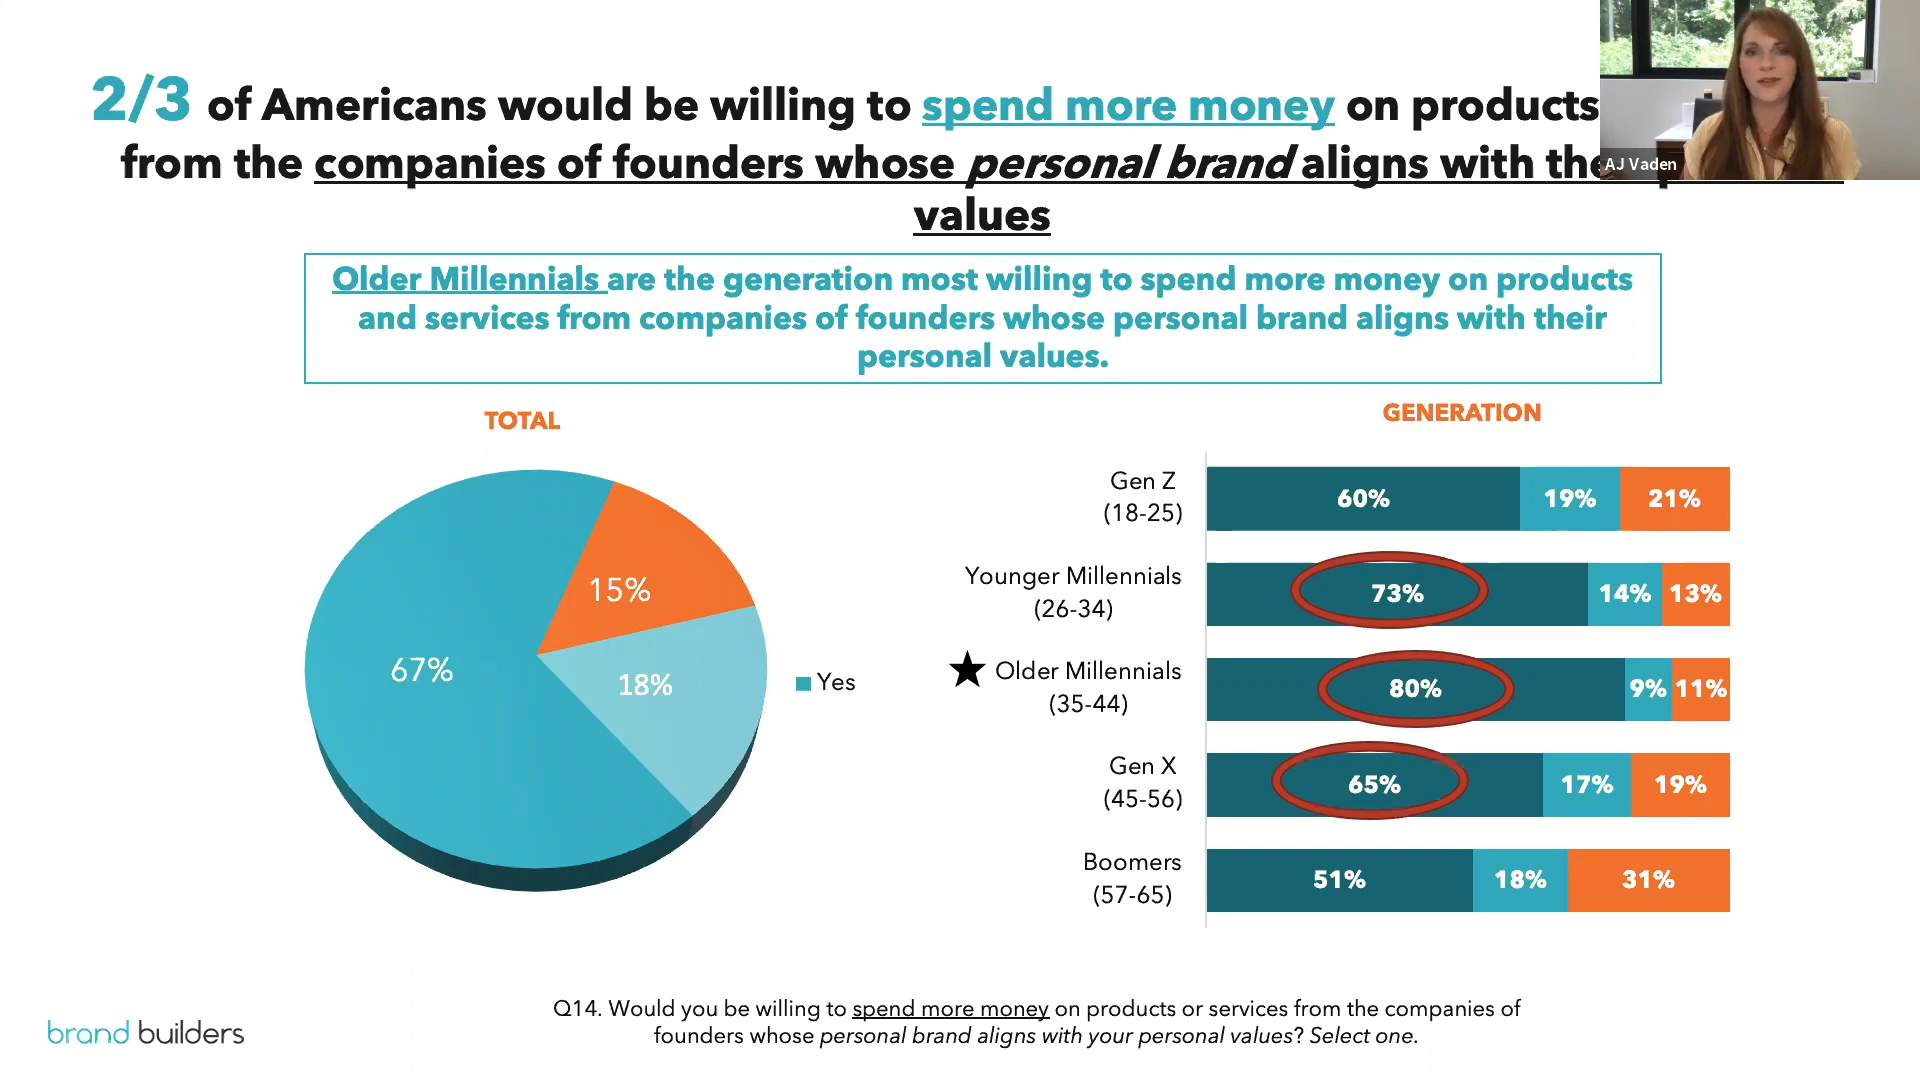 2/3 of Americans would be willing to spend more money on products
from the companies of founders whose personal brand aligns with
values
Older Millennials are the generation most willing to spend more money on products
and services from companies of founders whose personal brand aligns with their
personal values.
AJ Vaden
TOTAL
15%
67%
18%
Yes
GENERATION
Gen Z
(18-25)
60% 19% 21%
Younger Millennials
(26-34)
73% 14% 13%
Older Millennials
(35-44)
80% 9% 11%
Gen X
(45-56)
65% 17% 19%
Boomers
(57-65)
51% 18% 31%
Q14. Would you be willing to spend more money on products or services from the companies of
founders whose personal brand aligns with your personal values? Select one.
brand builders